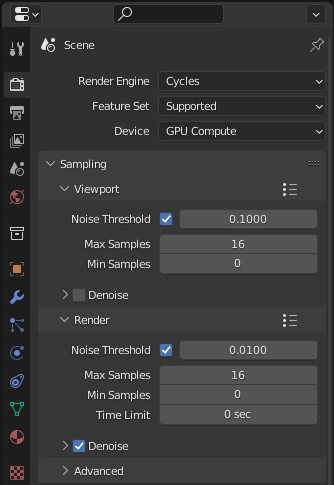 Scene
Render Engine Cycles
Feature Set Supported
Device GPU Compute
Sampling
Viewport
Noise Threshold 0.1000
Max Samples 16
Min Samples 0
Denoise
Render
Noise Threshold 0.0100
Max Samples 16
Min Samples 0
Time Limit 0 sec
Denoise
Advanced